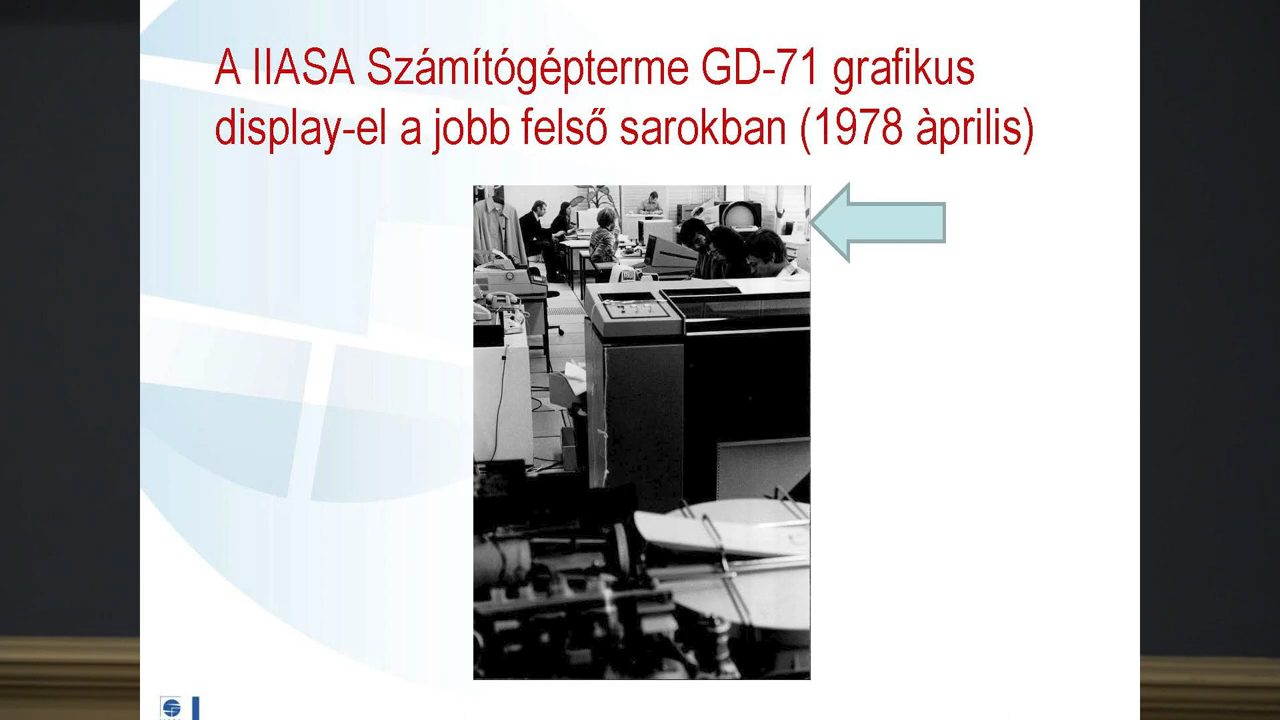 A IIASA Számítógépterme GD-71 grafikus
display-el a jobb felső sarokban (1978 àprilis)